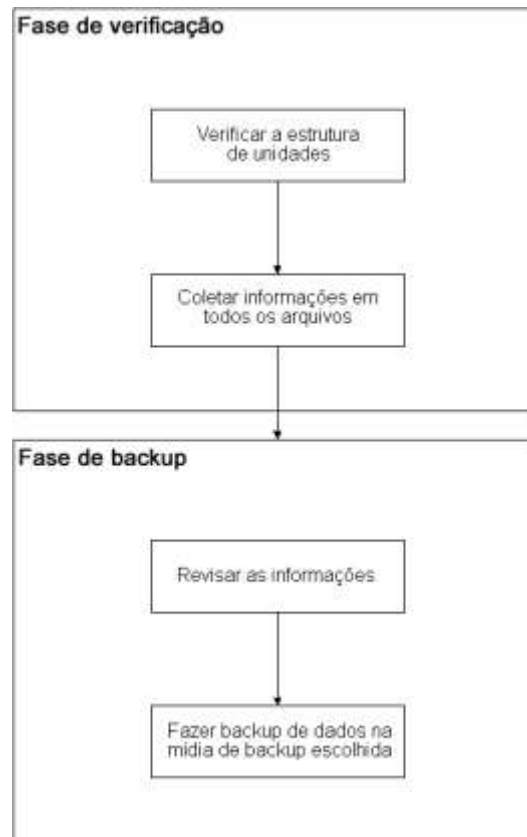 Fase de verificação
Verificar a estrutura
de unidades
Coletar informações em
todos os arquivos
Fase de backup
Revisar as informações
Fazer backup de dados na
mídia de backup escolhida